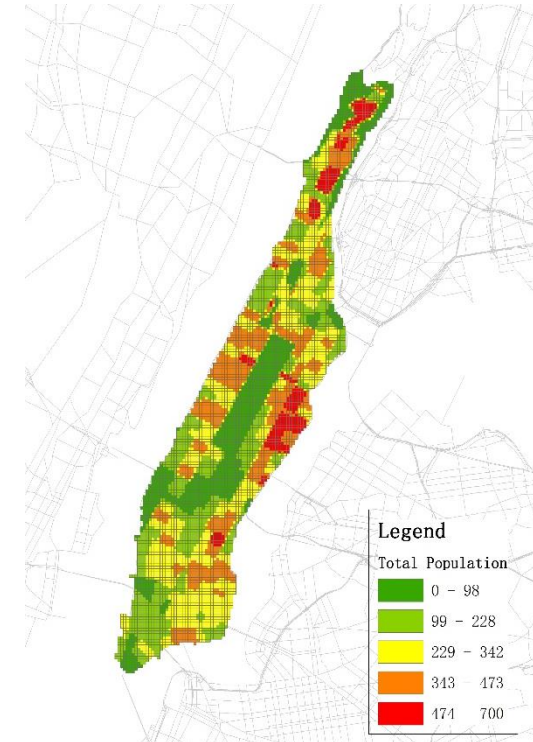 Legend
Total Population
0 - 98
99 - 228
229 - 342
343 - 473
474 - 700